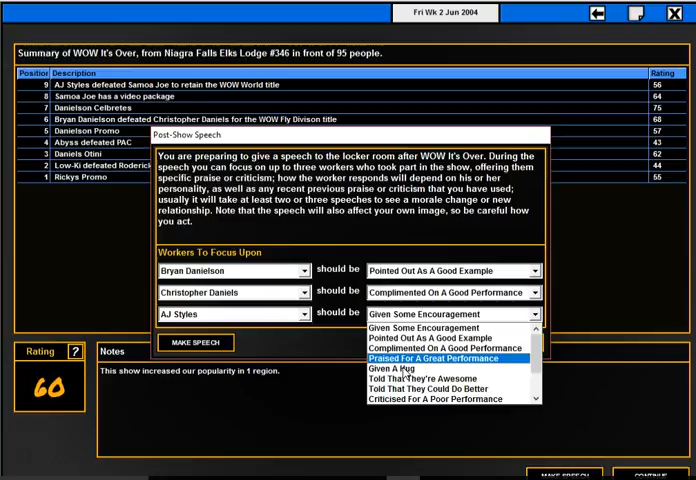 Fri Wk 2 Jun 2004
Summary of WOW It's Over, from Niagra Falls Elks Lodge #346 in front of 95 people.
Position Description Rating
9 AJ Styles defeated Samoa Joe to retain the WOW World title 56
8 Samoa Joe has a video package 64
7 Danielson Celbretes 75
6 Bryan Danielson defeated Christopher Daniels for the WOW Fly Divison title 68
5 Danielson Promo 57
4 Abyss defeated PAC 43
3 Daniels Otini 62
2 Low-Ki defeated Roderick 44
1 Rickys Promo 55
Post-Show Speech
You are preparing to give a speech to the locker room after WOW It's Over. During the
speech you can focus on up to three workers who took part in the show, offering them
specific praise or criticism; how the worker responds will depend on his or her
personality, as well as any recent previous praise or criticism that you have used;
usually it will take at least two or three speeches to see a morale change or new
relationship. Note that the speech will also affect your own image, so be careful how
you act.
Workers To Focus Upon
Bryan Danielson should be Pointed Out As A Good Example
Christopher Daniels should be Complimented On A Good Performance
AJ Styles should be Given Some Encouragement
Given Some Encouragement
Pointed Out As A Good Example
Complimented On A Good Performance
Praised For A Great Performance
Given A Hug
Told That They're Awesome
Told That They Could Do Better
Criticised For A Poor Performance
MAKE SPEECH
Rating ?
60
Notes
This show increased our popularity in 1 region.
MAKE SPEECH
CONTINUE